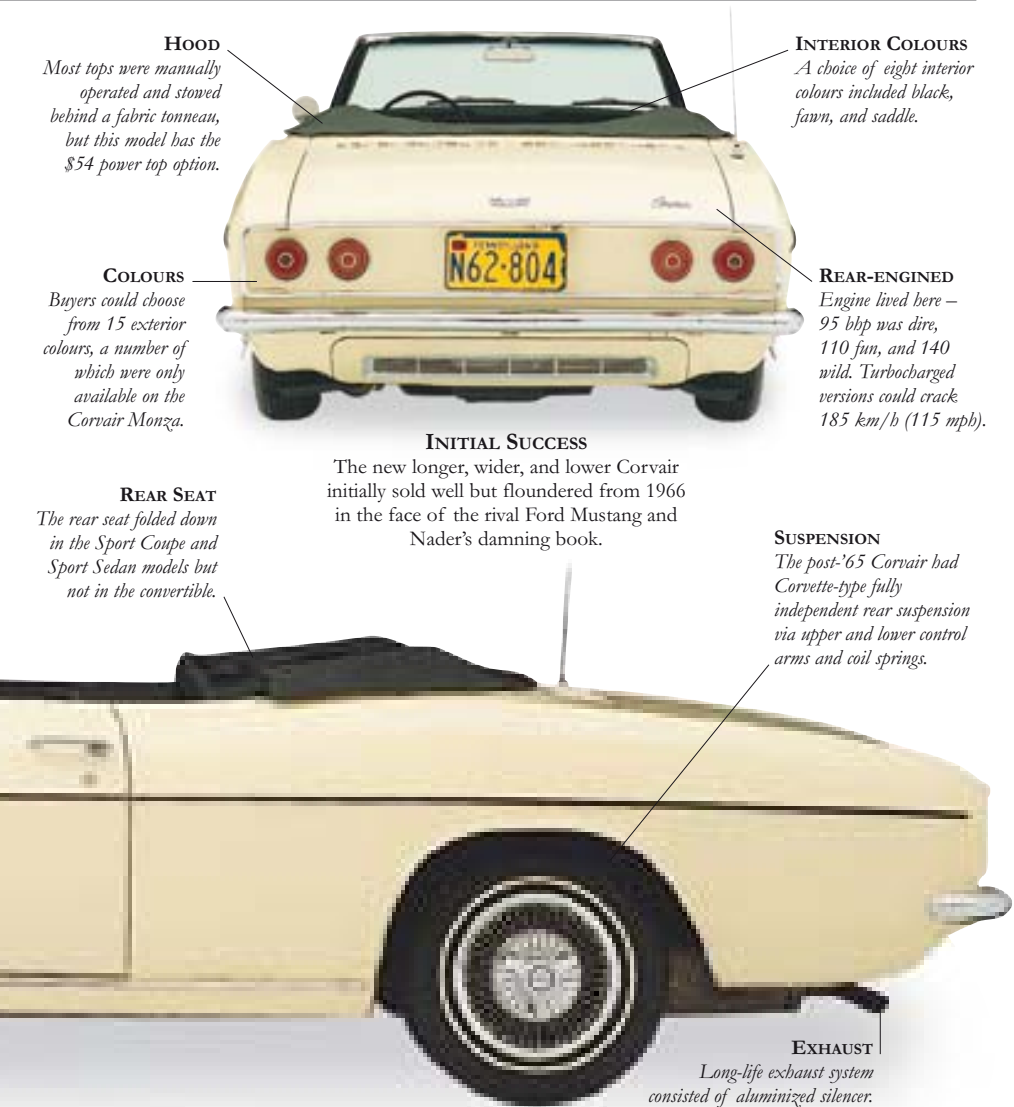 HOOD
Most tops were manually
operated and stowed
behind a fabric tonneau,
but this model has the
$54 power top option.
INTERIOR COLOURS
A choice of eight interior
colours included black,
fawn, and saddle.
COLOURS
Buyers could choose
from 15 exterior
colours, a number of
which were only
available on the
Corvair Monza.
N62-804
REAR-ENGINED
Engine lived here –
95 bhp was dire,
110 fun, and 140
wild. Turbocharged
versions could crack
185 km/h (115 mph).
INITIAL SUCCESS
The new longer, wider, and lower Corvair
initially sold well but floundered from 1966
in the face of the rival Ford Mustang and
Nader's damning book.
REAR SEAT
The rear seat folded down
in the Sport Coupe and
Sport Sedan models but
not in the convertible.
SUSPENSION
The post-'65 Corvair had
Corvette-type fully
independent rear suspension
via upper and lower control
arms and coil springs.
EXHAUST
Long-life exhaust system
consisted of aluminized silencer.